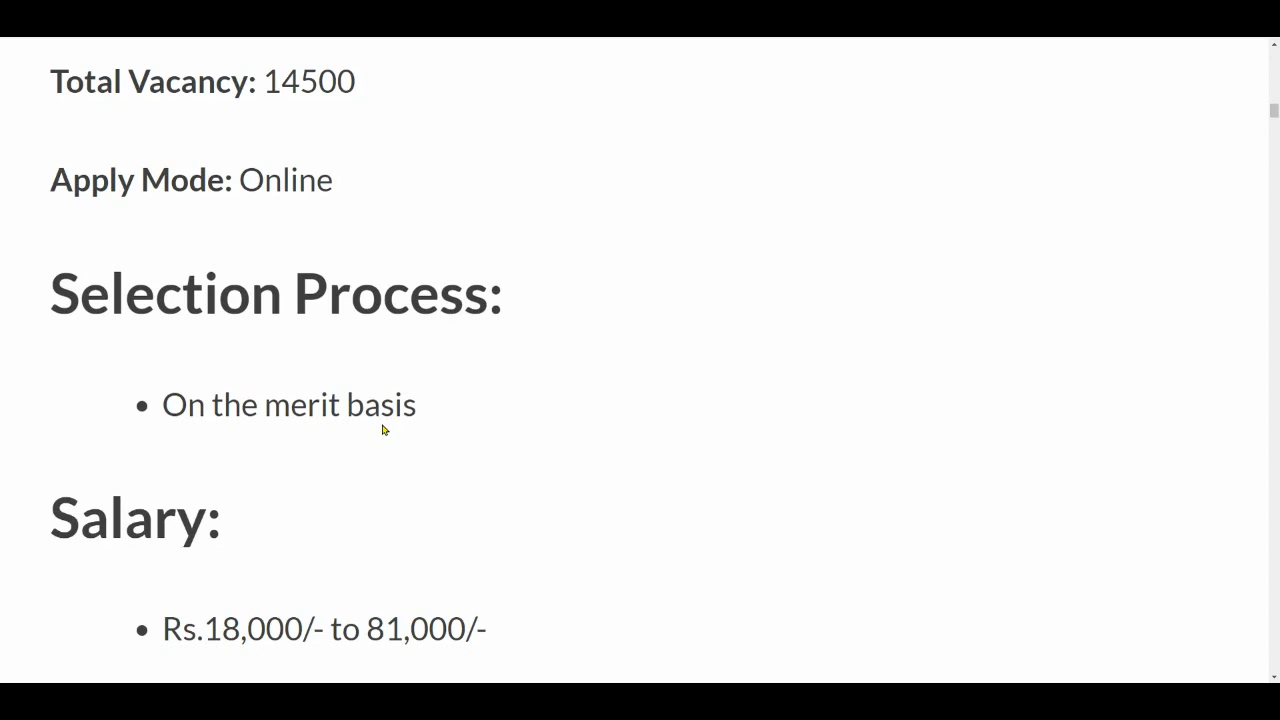 Total Vacancy: 14500
Apply Mode: Online
Selection Process:
• On the merit basis
Salary:
• Rs.18,000/- to 81,000/-